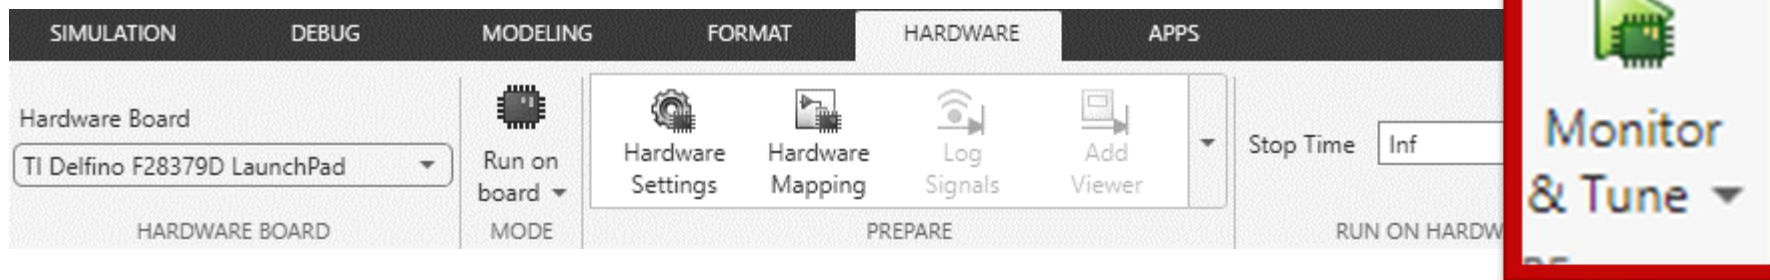 SIMULATION DEBUG MODELING FORMAT HARDWARE APPS
Hardware Board
TI Delfino F28379D LaunchPad
HARDWARE BOARD
Run on
board
MODE
Hardware
Settings
Hardware
Mapping
Log
Signals
Add
Viewer
PREPARE
Stop Time Inf
RUN ON HARDW
Monitor
& Tune